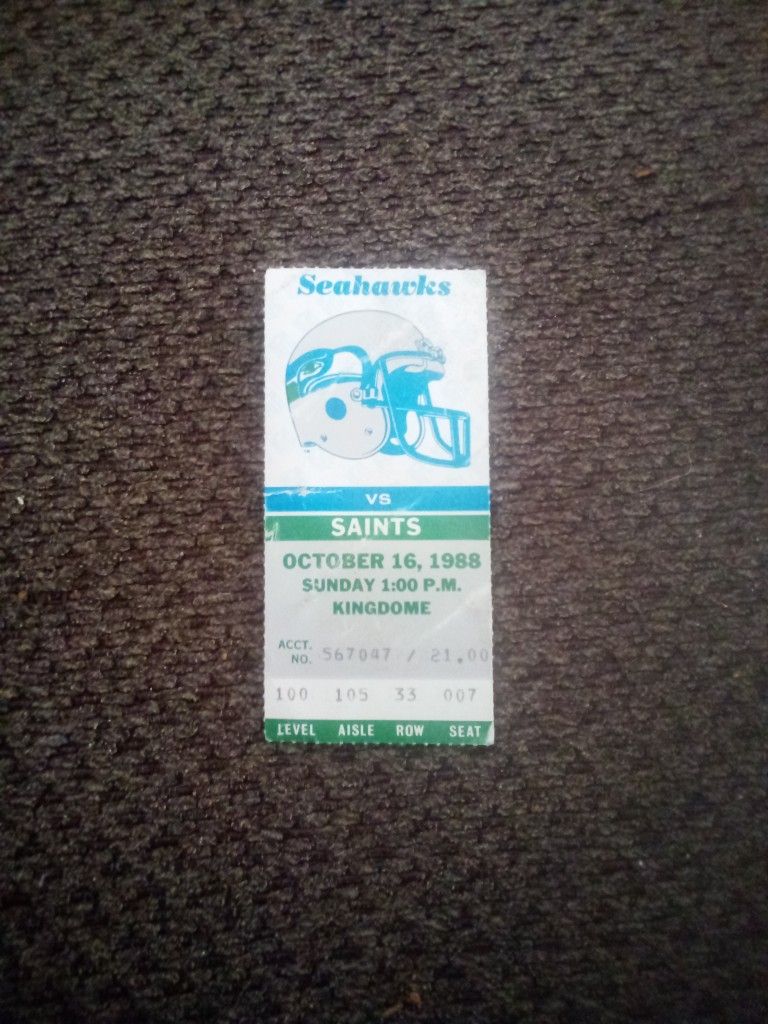 Seahawks
VS
SAINTS
OCTOBER 16, 1988
SUNDAY 1:00 P.M.
KINGDOME
ACCT.
NO. 567047 / 21.00
100 105 33 007
LEVEL AISLE ROW SEAT